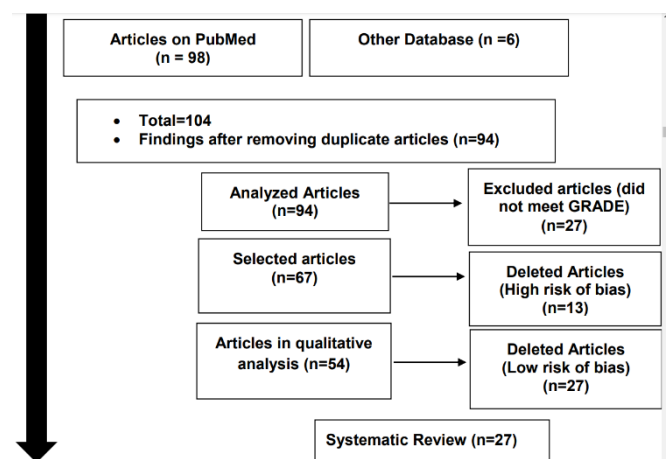 Articles on PubMed
(n = 98)
Other Database (n =6)
• Total=104
• Findings after removing duplicate articles (n=94)
Analyzed Articles
(n=94)
Excluded articles (did
not meet GRADE)
(n=27)
Selected articles
(n=67)
Deleted Articles
(High risk of bias)
(n=13)
Articles in qualitative
analysis (n=54)
Deleted Articles
(Low risk of bias)
(n=27)
Systematic Review (n=27)